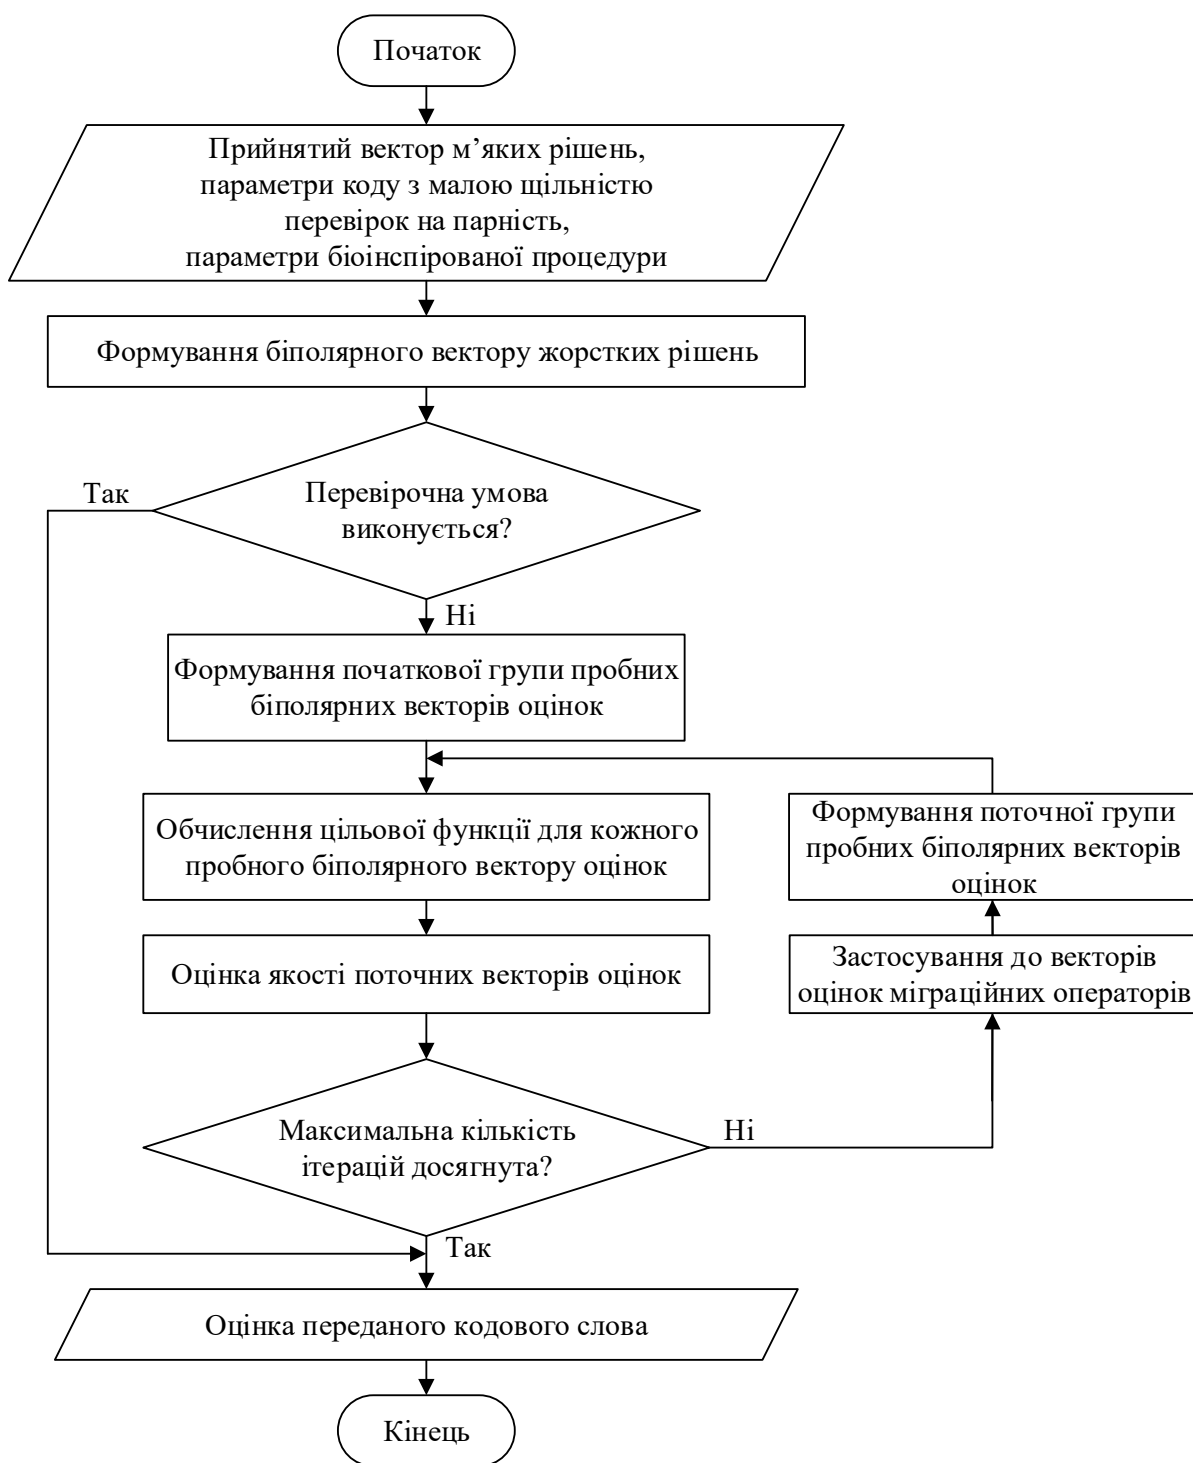 Початок
Прийнятий вектор м’яких рішень,
параметри коду з малою щільністю
перевірок на парність,
параметри біоінспірованої процедури
Формування біполярного вектору жорстких рішень
Так
Перевірочна умова
виконується?
Ні
Формування початкової групи пробних
біполярних векторів оцінок
Обчислення цільової функції для кожного
пробного біполярного вектору оцінок
Формування поточної групи
пробних біполярних векторів
оцінок
Оцінка якості поточних векторів оцінок
Застосування до векторів
оцінок міграційних операторів
Максимальна кількість
ітерацій досягнута?
Ні
Так
Оцінка переданого кодового слова
Кінець